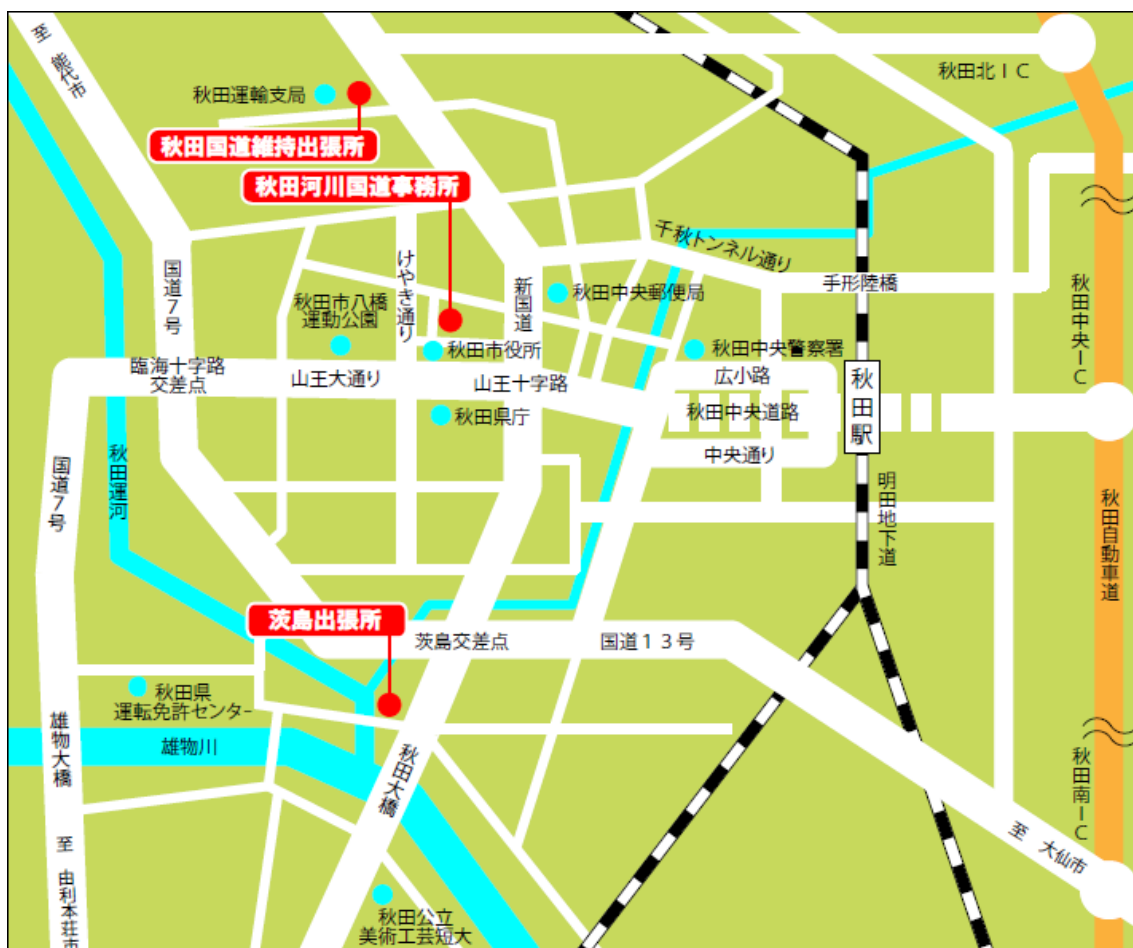 至 能代市
秋田運輸支局
秋田北ＩＣ
秋田国道維持出張所
秋田河川国道事務所
千秋トンネル通り
国道７号
けやき通り
新国道
手形陸橋
秋田中央ＩＣ
秋田市八橋
運動公園
秋田中央郵便局
秋田市役所
秋田中央警察署
臨海十字路
交差点
山王大通り
山王十字路
広小路
秋田駅
秋田県庁
秋田中央道路
中央通り
国道７号
秋田運河
明田地下道
秋田自動車道
茨島出張所
茨島交差点
国道１３号
秋田県
運転免許センター
雄物大橋
雄物川
秋田大橋
秋田南ＩＣ
至 大仙市
至 由利本荘市
秋田公立
美術工芸短大